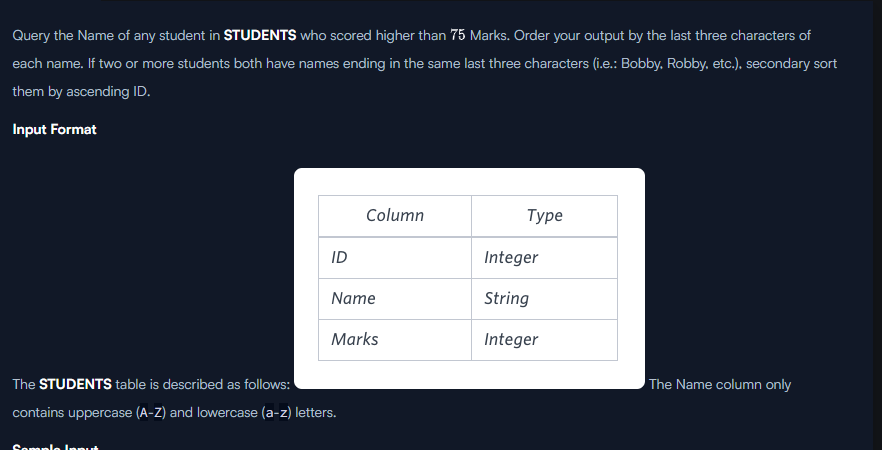 Query the Name of any student in STUDENTS who scored higher than 75 Marks. Order your output by the last three characters of
each name. If two or more students both have names ending in the same last three characters (i.e.: Bobby, Robby, etc.), secondary sort
them by ascending ID.
Input Format
Column Type
ID Integer
Name String
Marks Integer
The STUDENTS table is described as follows: The Name column only
contains uppercase (A-Z) and lowercase (a-z) letters.
Sample Input